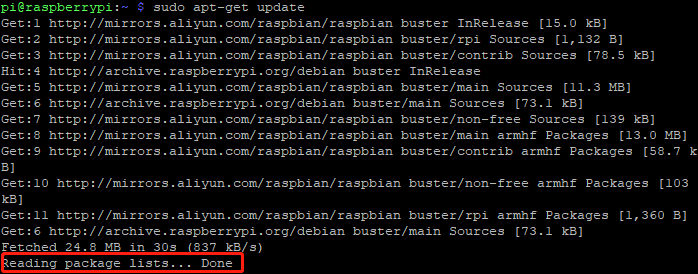 pi@raspberrypi:~ $ sudo apt-get update
Get:1 http://mirrors.aliyun.com/raspbian/raspbian buster InRelease [15.0 kB]
Get:2 http://mirrors.aliyun.com/raspbian/raspbian buster/rpi Sources [1,132 B]
Get:3 http://mirrors.aliyun.com/raspbian/raspbian buster/contrib Sources [78.5 kB]
Hit:4 http://archive.raspberrypi.org/debian buster InRelease
Get:5 http://mirrors.aliyun.com/raspbian/raspbian buster/main Sources [11.3 MB]
Get:6 http://archive.raspberrypi.org/debian buster/main Sources [73.1 kB]
Get:7 http://mirrors.aliyun.com/raspbian/raspbian buster/non-free Sources [139 kB]
Get:8 http://mirrors.aliyun.com/raspbian/raspbian buster/main armhf Packages [13.0 MB]
Get:9 http://mirrors.aliyun.com/raspbian/raspbian buster/contrib armhf Packages [58.7 k
B]
Get:10 http://mirrors.aliyun.com/raspbian/raspbian buster/non-free armhf Packages [103
kB]
Get:11 http://mirrors.aliyun.com/raspbian/raspbian buster/rpi armhf Packages [1,360 B]
Get:6 http://archive.raspberrypi.org/debian buster/main Sources [73.1 kB]
Fetched 24.8 MB in 30s (837 kB/s)
Reading package lists... Done